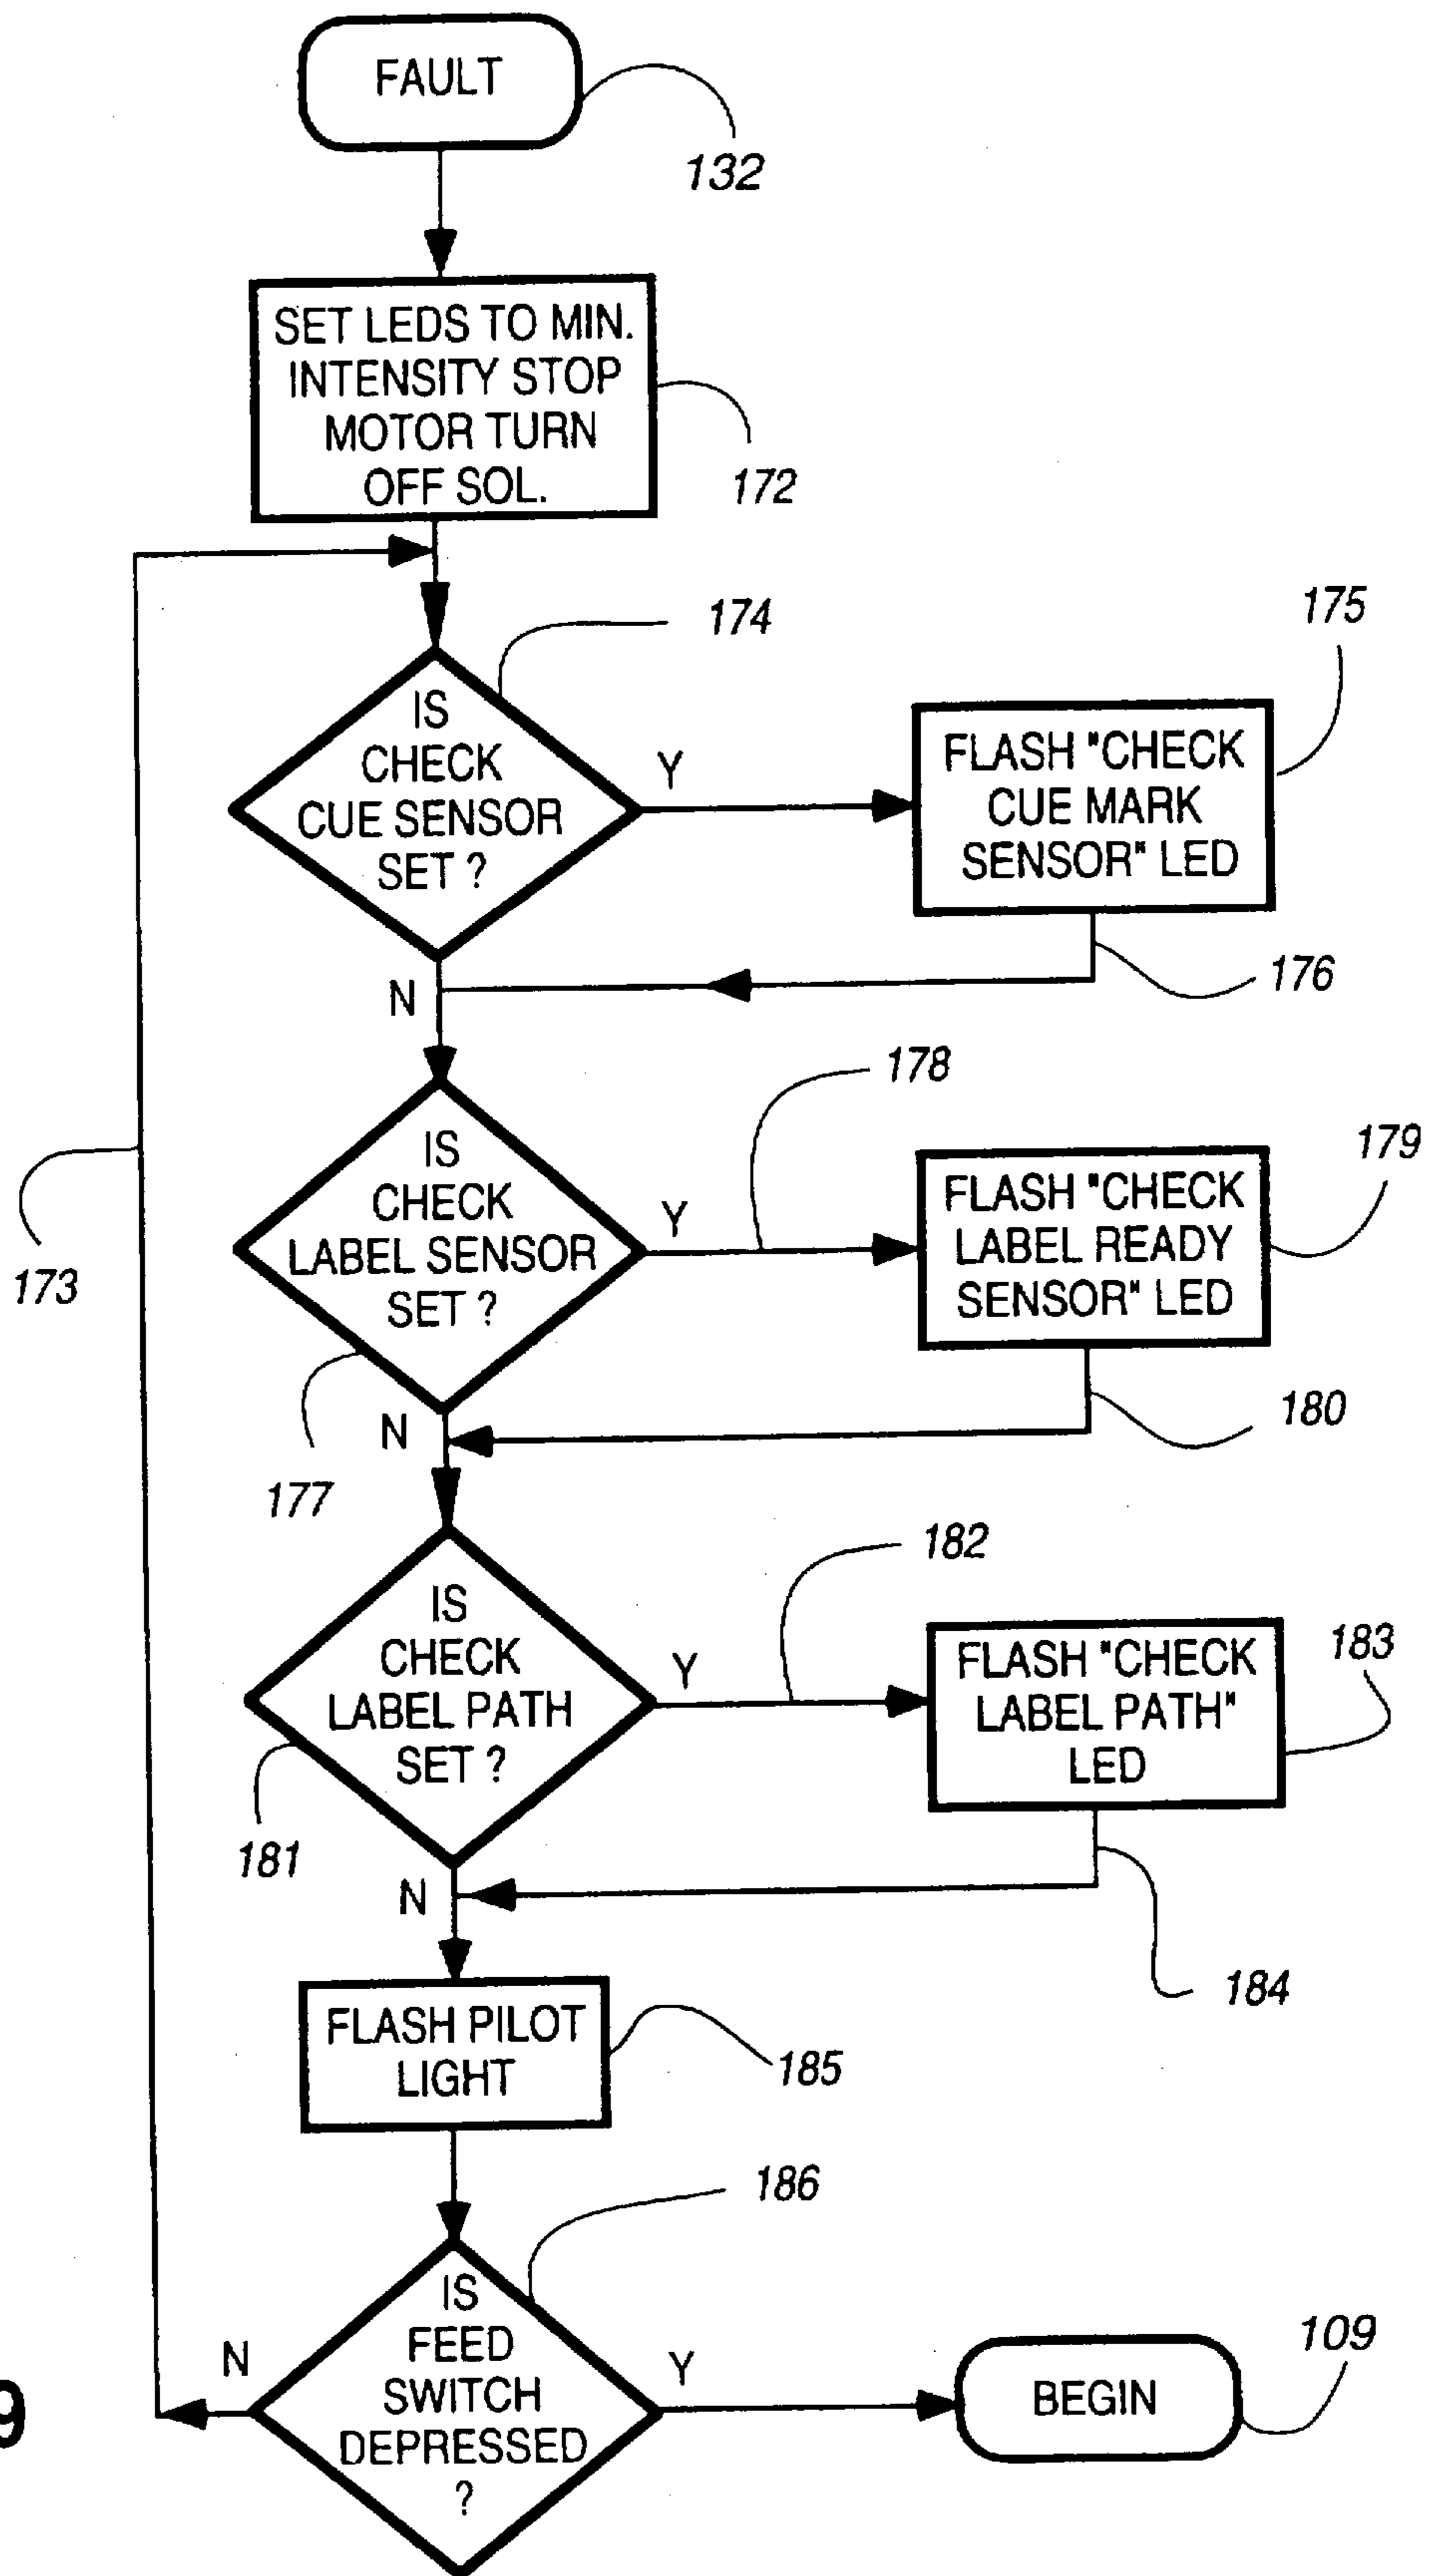 FAULT
132
SET LEDS TO MIN.
INTENSITY STOP
MOTOR TURN
OFF SOL.
172
174
IS
CHECK
CUE SENSOR
SET ?
Y
N
175
FLASH "CHECK
CUE MARK
SENSOR" LED
176
173
178
IS
CHECK
LABEL SENSOR
SET ?
Y
N
177
179
FLASH "CHECK
LABEL READY
SENSOR" LED
180
182
IS
CHECK
LABEL PATH
SET ?
Y
N
181
183
FLASH "CHECK
LABEL PATH"
LED
184
FLASH PILOT
LIGHT
185
186
IS
FEED
SWITCH
DEPRESSED
?
N
Y
109
BEGIN
9